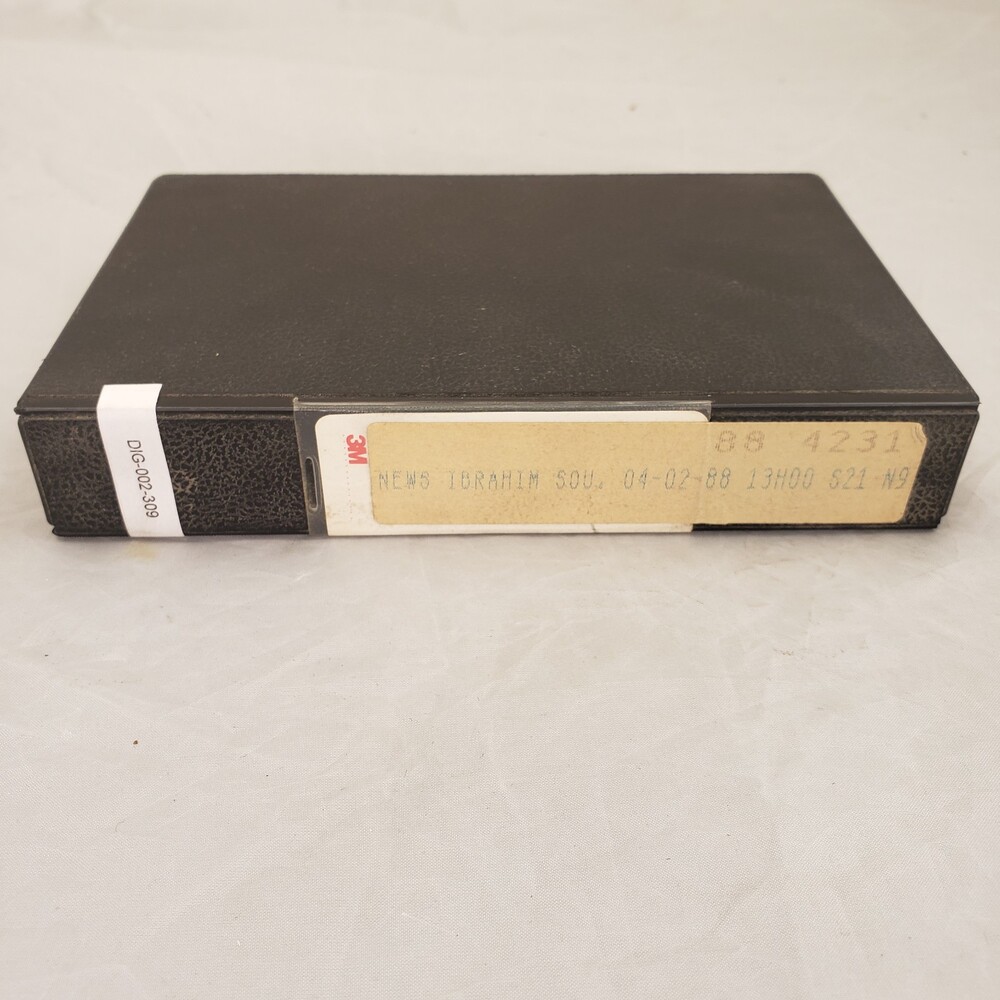 DIG-002-309
3M
88 4231
NEWS IBRAHIM SOU. 04-02-88 13H00 S21 N9